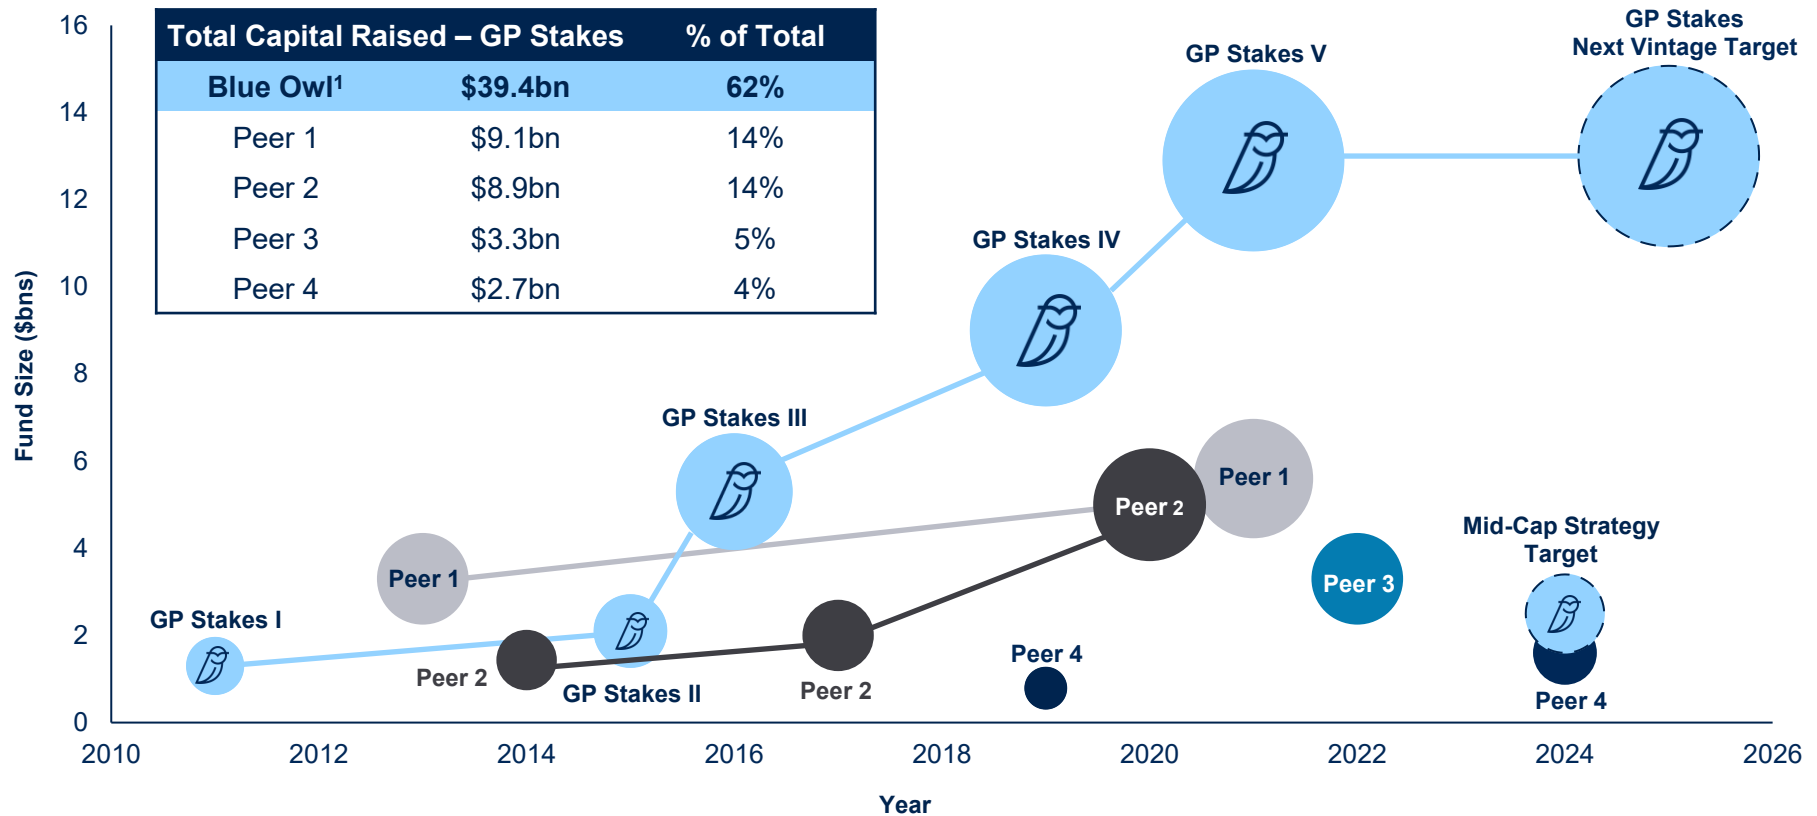 Total Capital Raised – GP Stakes % of Total
Blue Owl¹ $39.4bn 62%
Peer 1 $9.1bn 14%
Peer 2 $8.9bn 14%
Peer 3 $3.3bn 5%
Peer 4 $2.7bn 4%
GP Stakes
Next Vintage Target
GP Stakes V
GP Stakes IV
GP Stakes III
Peer 1
Peer 2
Mid-Cap Strategy
Target
Peer 1
Peer 3
GP Stakes I
Peer 4
Peer 2
GP Stakes II
Peer 2
Peer 4
16
14
12
10
8
6
4
2
0
Fund Size ($bns)
2010 2012 2014 2016 2018 2020 2022 2024 2026
Year